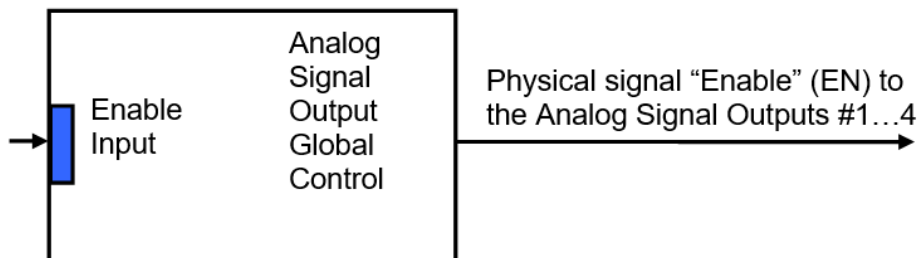 Enable
Input
Analog
Signal
Output
Global
Control
Physical signal “Enable” (EN) to
the Analog Signal Outputs #1…4